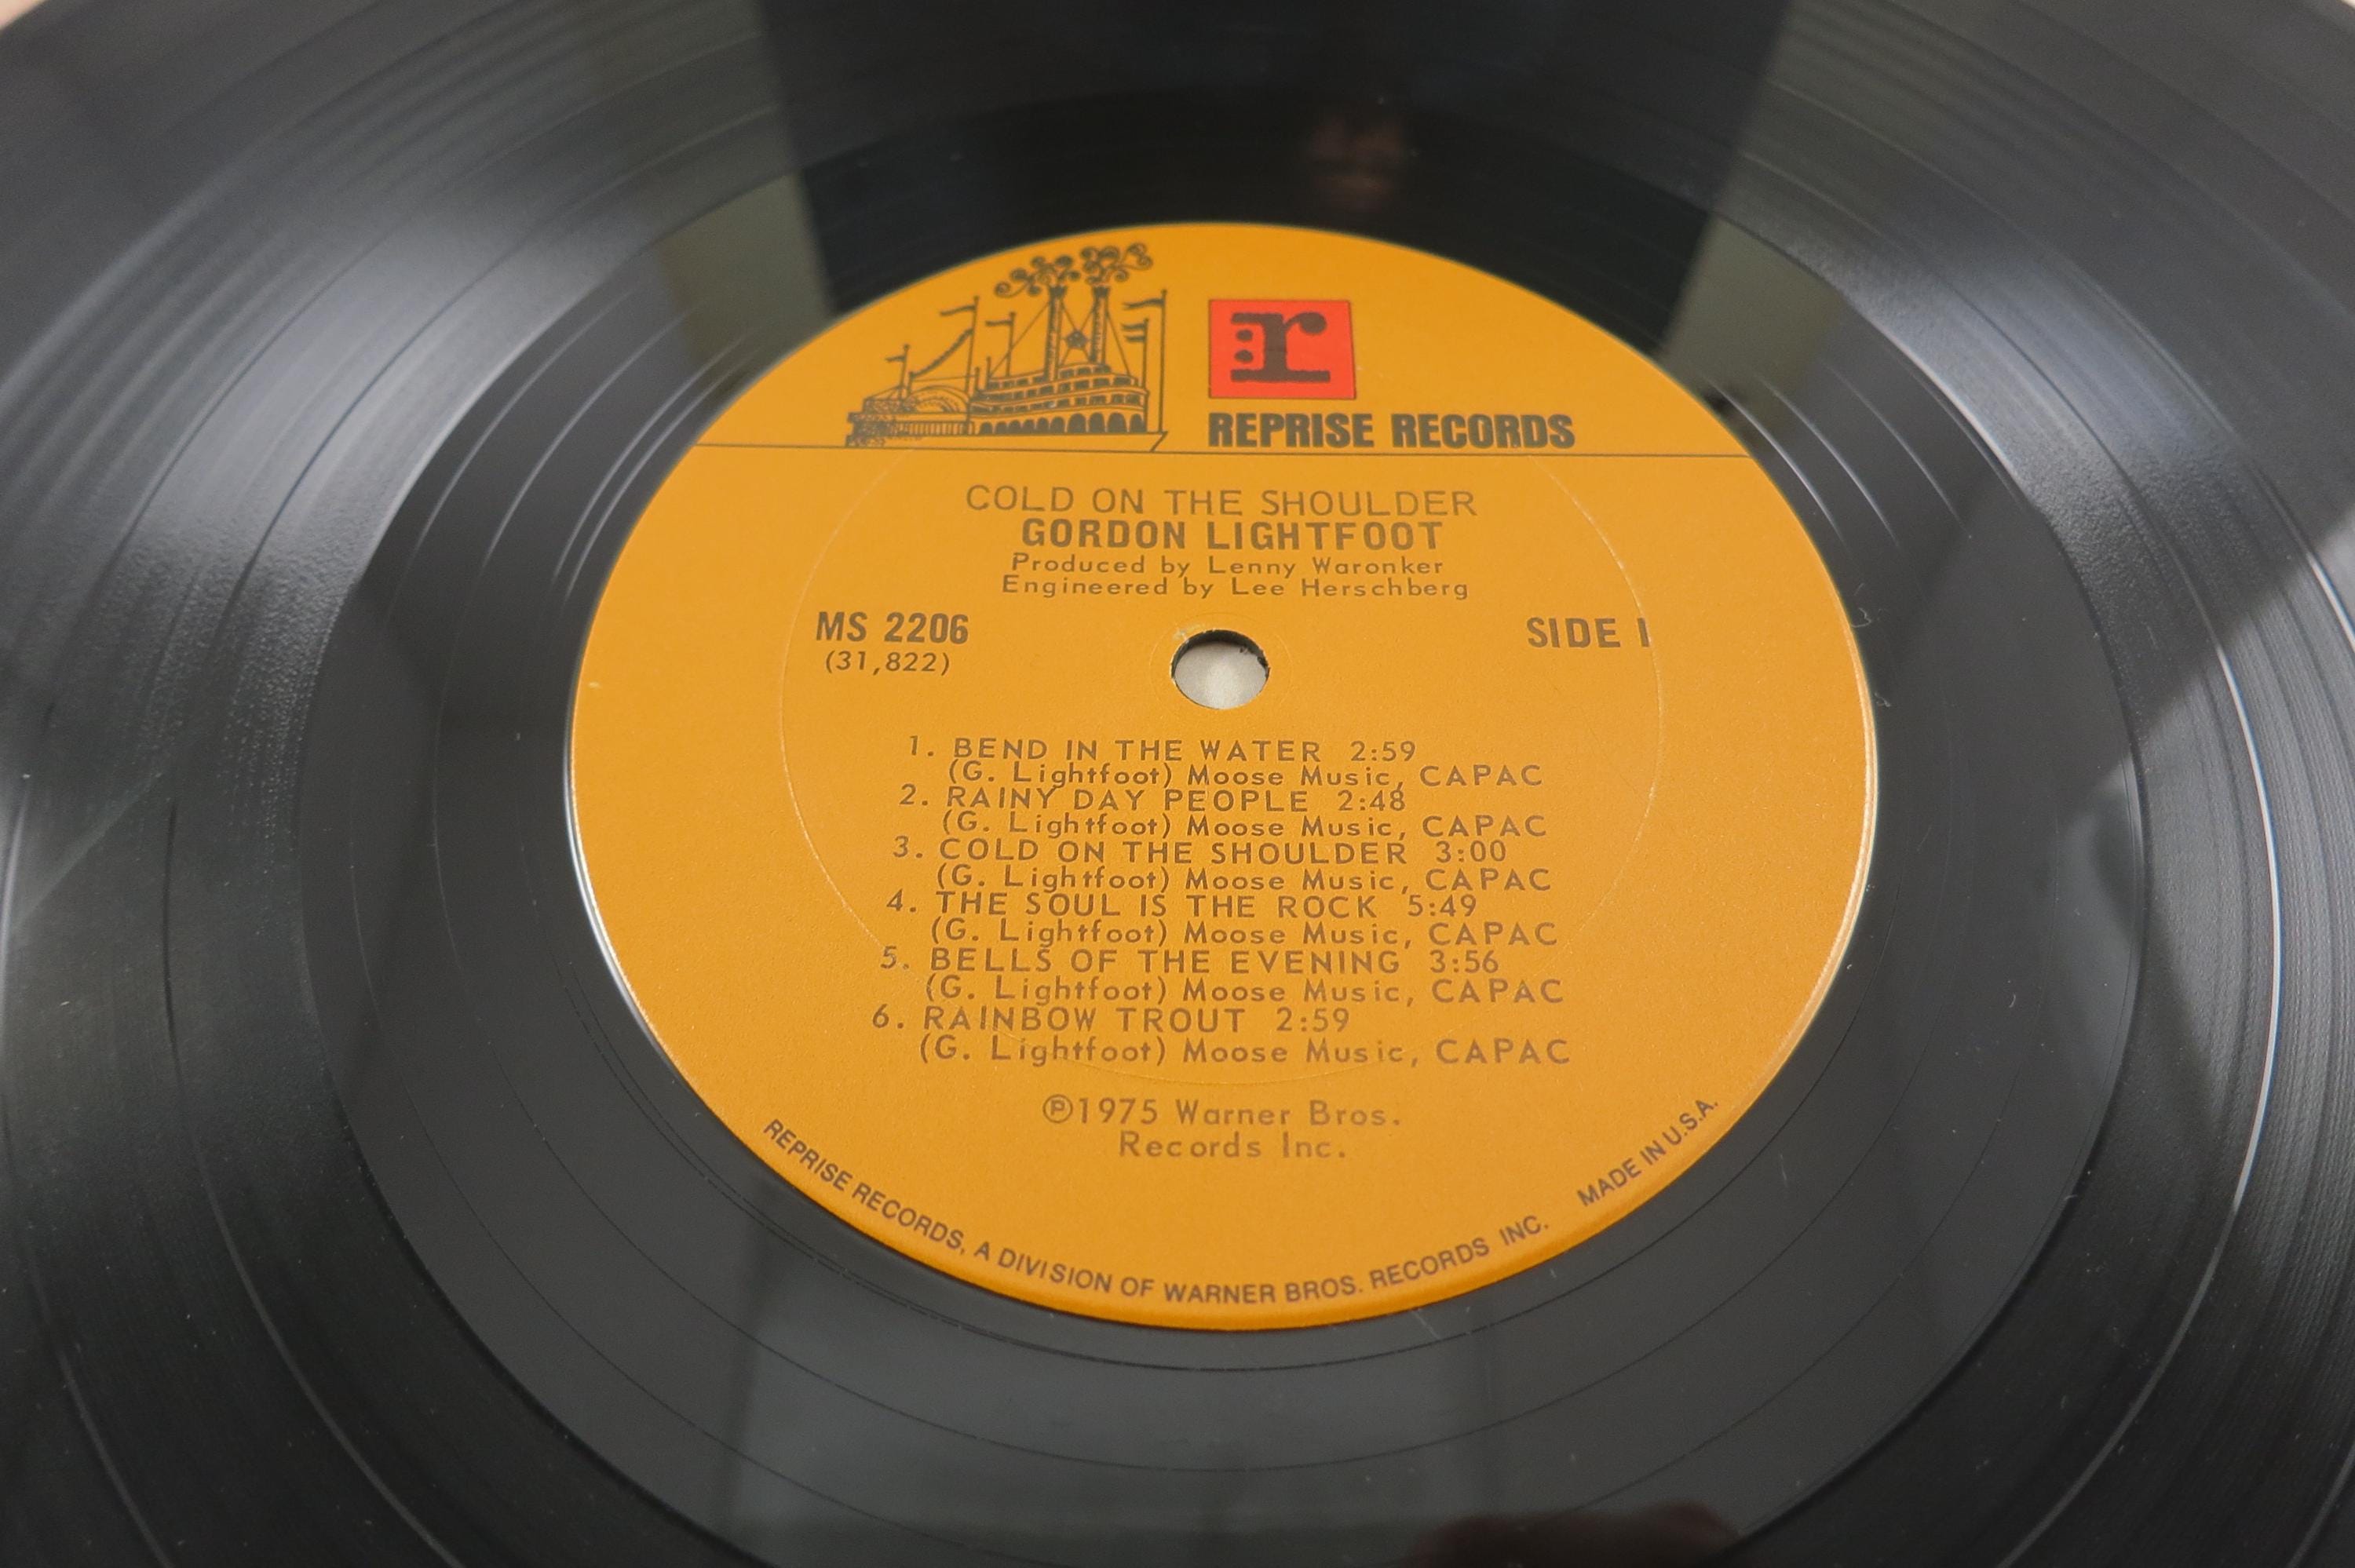 r
REPRISE RECORDS
COLD ON THE SHOULDER
GORDON LIGHTFOOT
Produced by Lenny Waronker
Engineered by Lee Herschberg
MS 2206
(31,822)
SIDE 1
1. BEND IN THE WATER 2:59
(G. Lightfoot) Moose Music, CAPAC
2. RAINY DAY PEOPLE 2:48
(G. Lightfoot) Moose Music, CAPAC
3. COLD ON THE SHOULDER 3:00
(G. Lightfoot) Moose Music, CAPAC
4. THE SOUL IS THE ROCK 5:49
(G. Lightfoot) Moose Music, CAPAC
5. BELLS OF THE EVENING 3:56
(G. Lightfoot) Moose Music, CAPAC
6. RAINBOW TROUT 2:59
(G. Lightfoot) Moose Music, CAPAC
℗1975 Warner Bros.
Records Inc.
REPRISE RECORDS, A DIVISION OF WARNER BROS. RECORDS INC. MADE IN U.S.A.